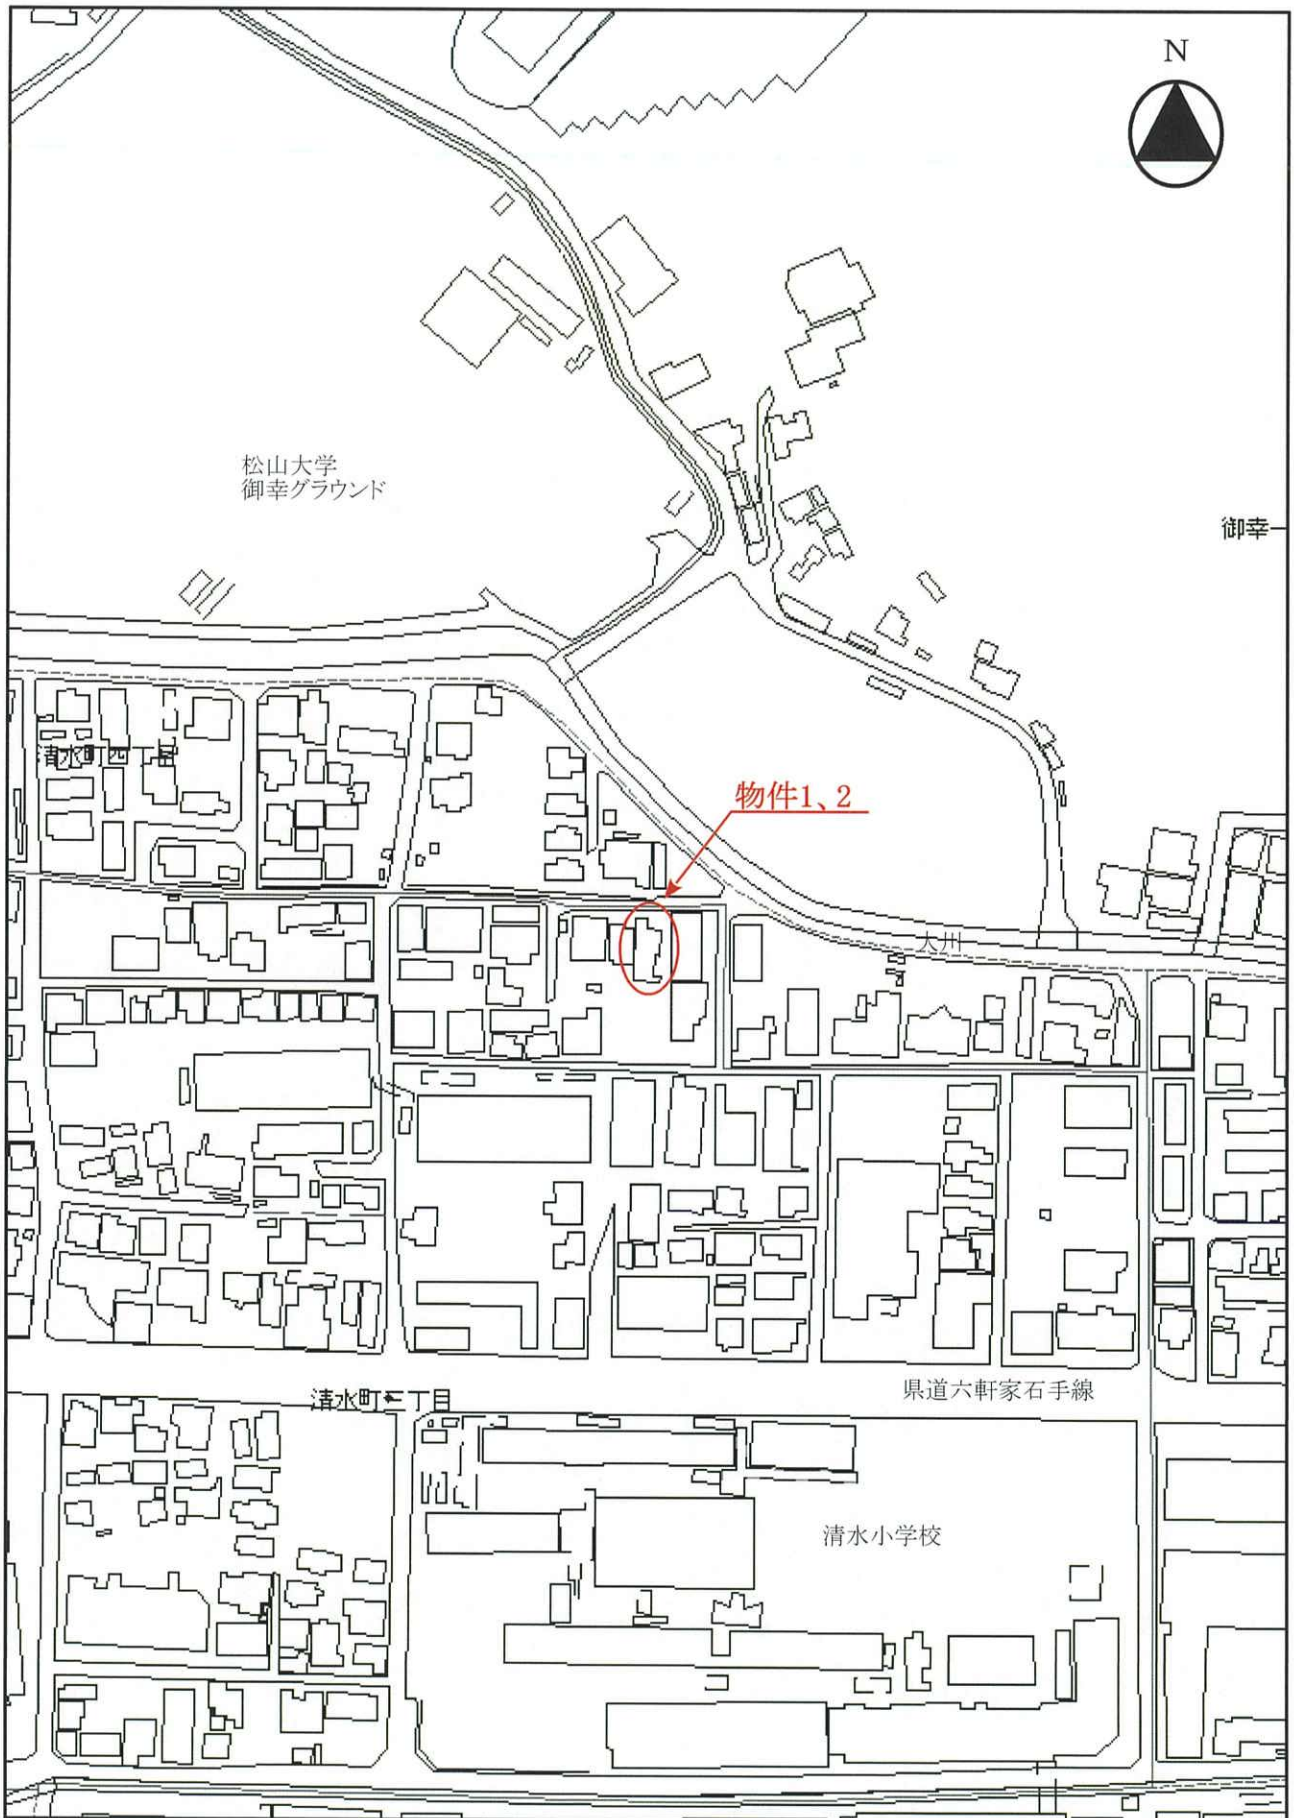 N
松山大学
御幸グラウンド
御幸一
清水町四丁目
物件1、2
大川
県道六軒家石手線
清水町三丁目
清水小学校